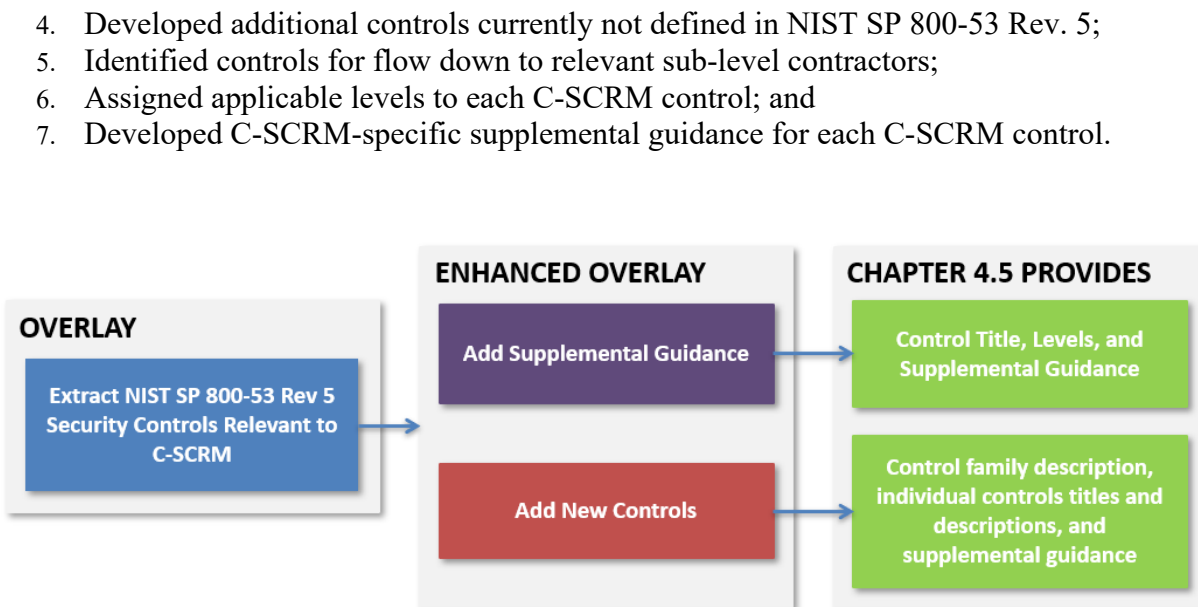 4. Developed additional controls currently not defined in NIST SP 800-53 Rev. 5;
5. Identified controls for flow down to relevant sub-level contractors;
6. Assigned applicable levels to each C-SCRM control; and
7. Developed C-SCRM-specific supplemental guidance for each C-SCRM control.
OVERLAY
Extract NIST SP 800-53 Rev 5
Security Controls Relevant to
C-SCRM
ENHANCED OVERLAY
Add Supplemental Guidance
Add New Controls
CHAPTER 4.5 PROVIDES
Control Title, Levels, and
Supplemental Guidance
Control family description,
individual controls titles and
descriptions, and
supplemental guidance